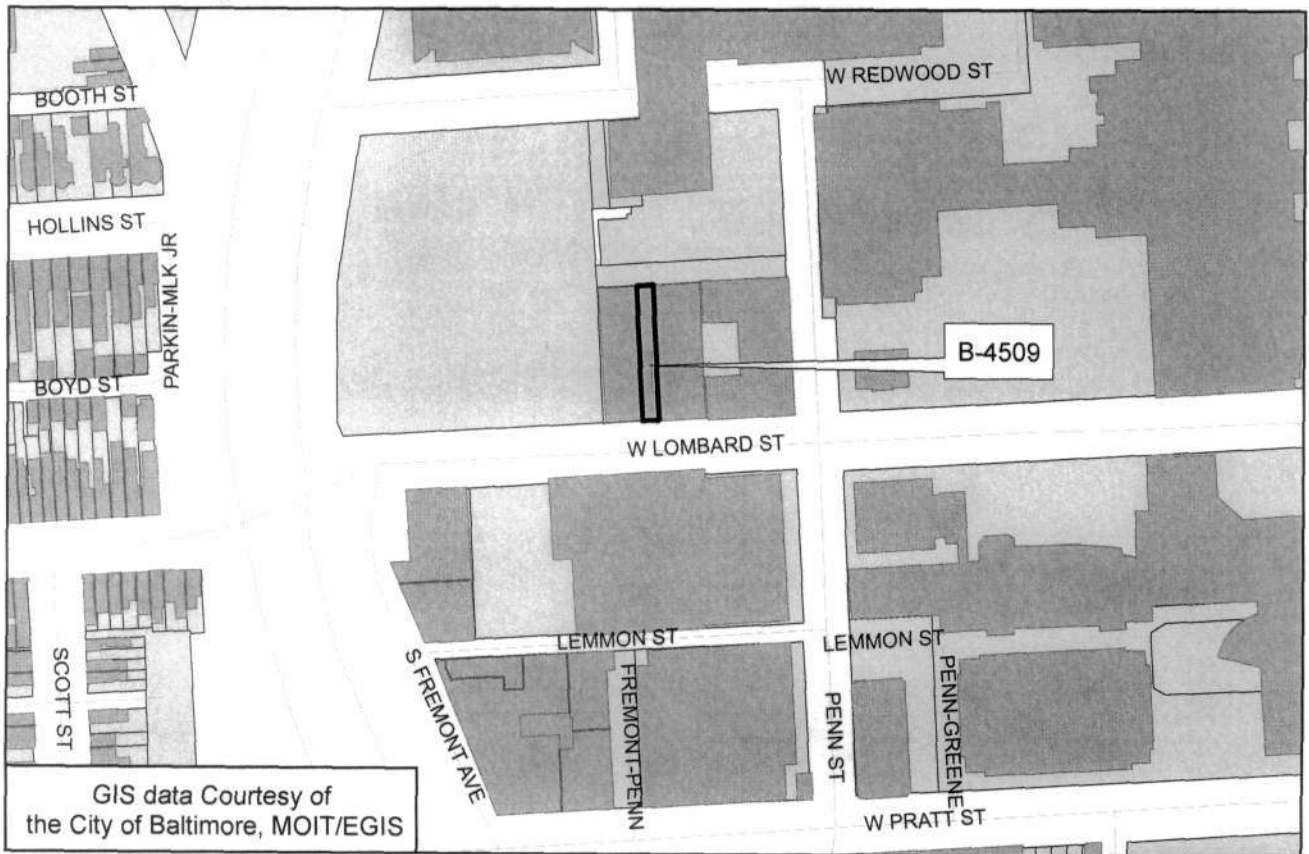 W REDWOOD ST
BOOTH ST
HOLLINS ST
PARKIN-MLK JR
B-4509
BOYD ST
W LOMBARD ST
LEMMON ST
LEMMON ST
SCOTT ST
S FREMONT AVE
FREMONT-PENN
PENN ST
PENN-GREENE
W PRATT ST
GIS data Courtesy of
the City of Baltimore, MOIT/EGIS